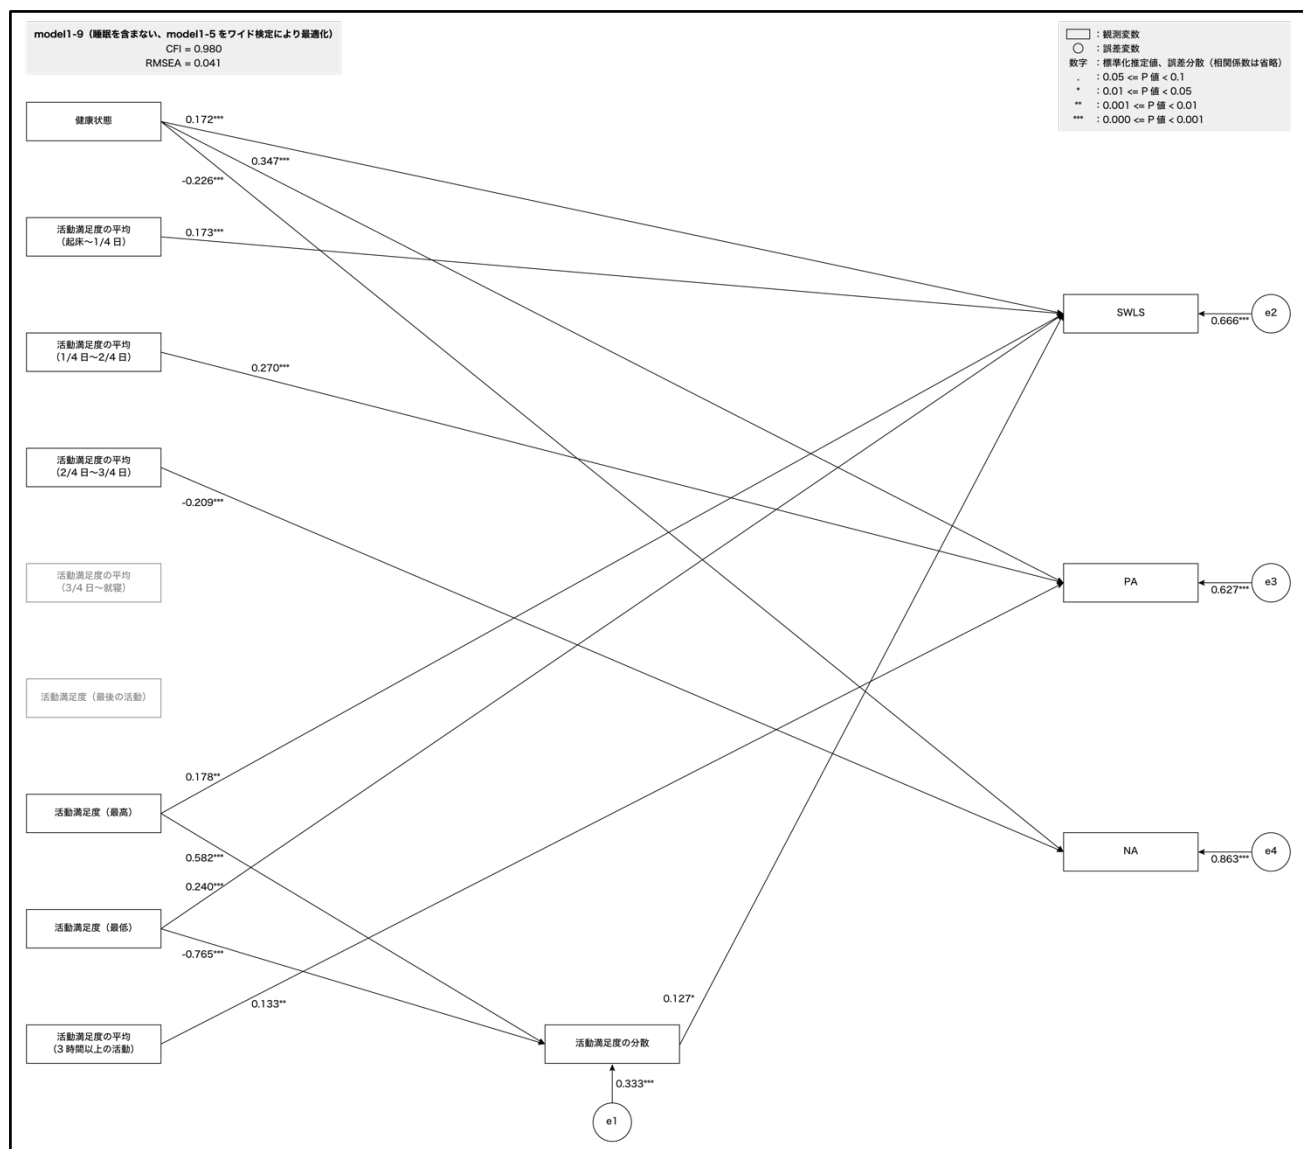 model1-9（睡眠を含まない、model1-5 をワイド検定により最適化）
CFI = 0.980
RMSEA = 0.041
：観測変数
：誤差変数
数字 ：標準化推定値、誤差分散（相関係数は省略）
. ：0.05 <= P 値 < 0.1
* ：0.01 <= P 値 < 0.05
** ：0.001 <= P 値 < 0.01
*** ：0.000 <= P 値 < 0.001
健康状態
0.172***
0.347***
-0.226***
活動満足度の平均
（起床〜1/4 日）
0.173***
SWLS
0.666***
e2
活動満足度の平均
（1/4 日〜2/4 日）
0.270***
活動満足度の平均
（2/4 日〜3/4 日）
-0.209***
活動満足度の平均
（3/4 日〜就寝）
PA
0.627***
e3
活動満足度（最後の活動）
0.178**
活動満足度（最高）
0.582***
NA
0.863***
e4
0.240***
活動満足度（最低）
-0.765***
0.133**
0.127*
活動満足度の平均
（3 時間以上の活動）
活動満足度の分散
0.333***
e1